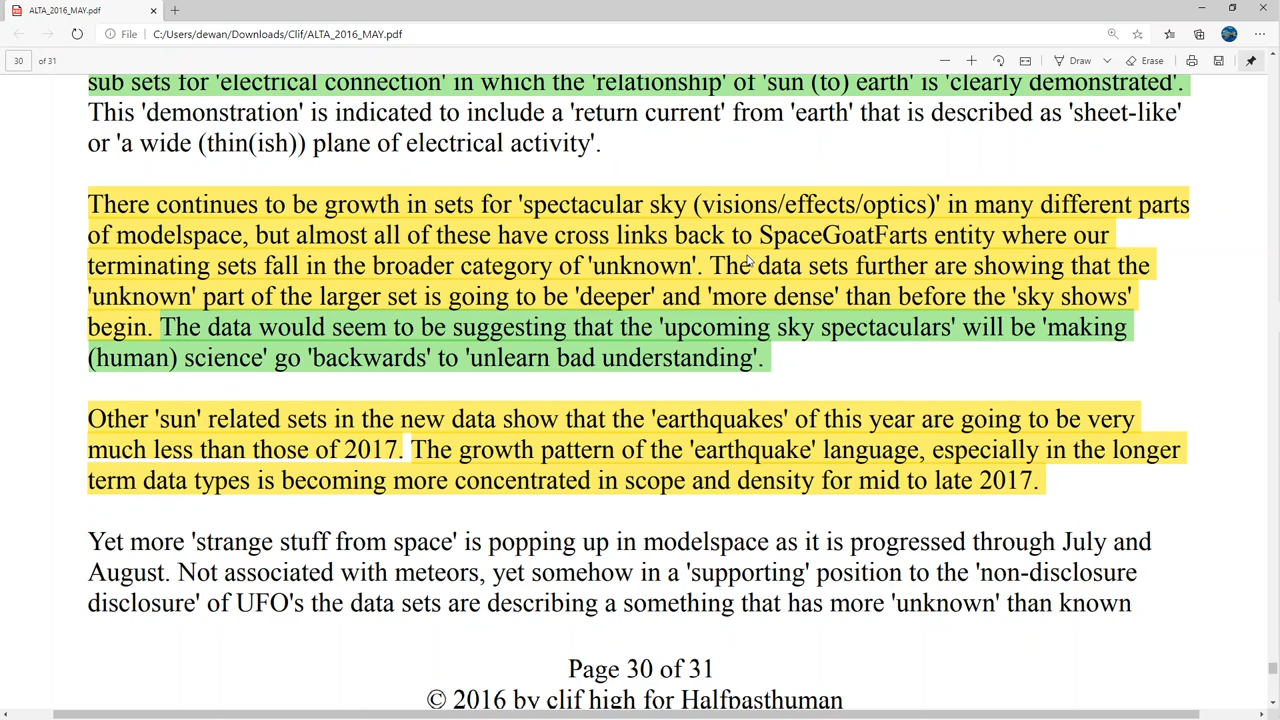 ALTA_2016_MAY.pdf
File C:/Users/dewan/Downloads/Clif/ALTA_2016_MAY.pdf
30 of 31 Draw Erase
sub sets for 'electrical connection' in which the 'relationship' of 'sun (to) earth' is 'clearly demonstrated'.
This 'demonstration' is indicated to include a 'return current' from 'earth' that is described as 'sheet-like'
or 'a wide (thin(ish)) plane of electrical activity'.
There continues to be growth in sets for 'spectacular sky (visions/effects/optics)' in many different parts
of modelspace, but almost all of these have cross links back to SpaceGoatFarts entity where our
terminating sets fall in the broader category of 'unknown'. The data sets further are showing that the
'unknown' part of the larger set is going to be 'deeper' and 'more dense' than before the 'sky shows'
begin. The data would seem to be suggesting that the 'upcoming sky spectaculars' will be 'making
(human) science' go 'backwards' to 'unlearn bad understanding'.
Other 'sun' related sets in the new data show that the 'earthquakes' of this year are going to be very
much less than those of 2017. The growth pattern of the 'earthquake' language, especially in the longer
term data types is becoming more concentrated in scope and density for mid to late 2017.
Yet more 'strange stuff from space' is popping up in modelspace as it is progressed through July and
August. Not associated with meteors, yet somehow in a 'supporting' position to the 'non-disclosure
disclosure' of UFO's the data sets are describing a something that has more 'unknown' than known
Page 30 of 31
© 2016 by clif high for Halfpasthuman